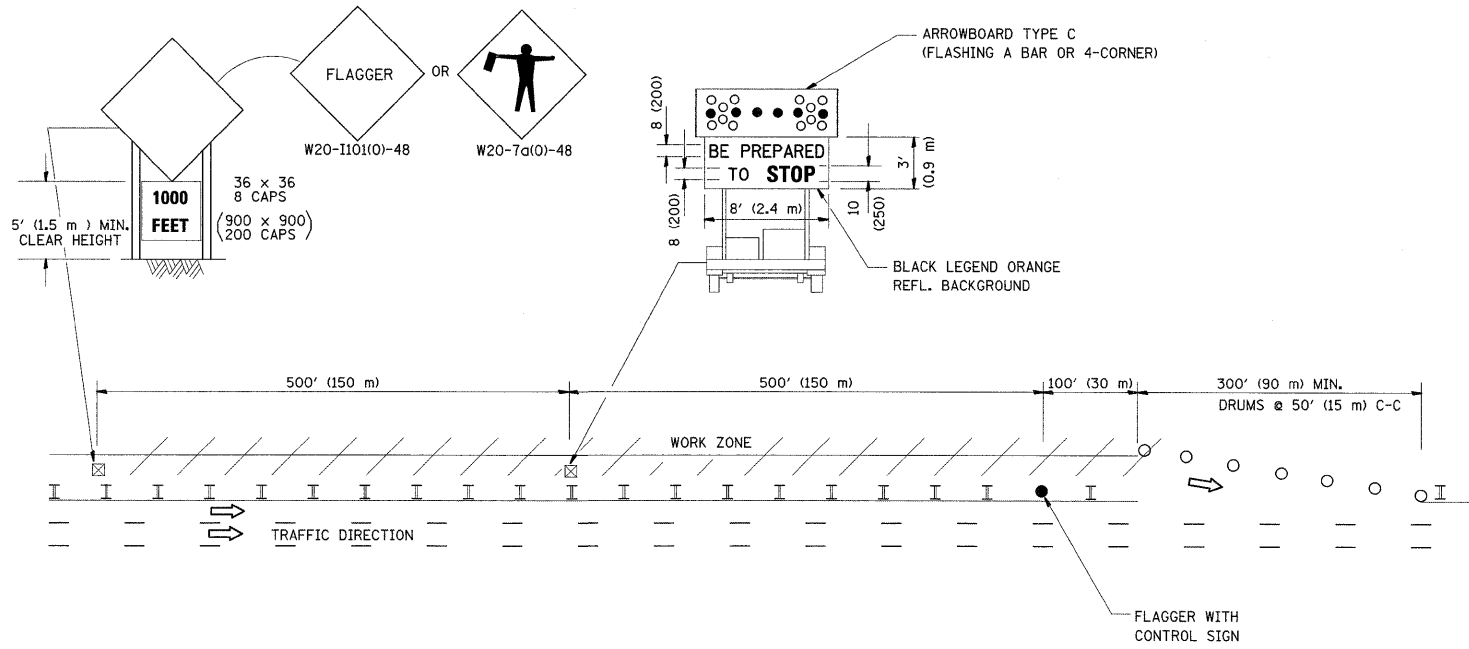 ARROWBOARD TYPE C
(FLASHING A BAR OR 4-CORNER)
FLAGGER
OR
W20-I101(O)-48
W20-7a(O)-48
1000
FEET
36 x 36
8 CAPS
(900 x 900)
200 CAPS
5' (1.5 m ) MIN.
CLEAR HEIGHT
8 (200)
BE PREPARED
TO STOP
3'
(0.9 m)
8 (200)
8' (2.4 m)
10
(250)
BLACK LEGEND ORANGE
REFL. BACKGROUND
500' (150 m)
500' (150 m)
100' (30 m)
300' (90 m) MIN.
DRUMS @ 50' (15 m) C-C
WORK ZONE
TRAFFIC DIRECTION
FLAGGER WITH
CONTROL SIGN